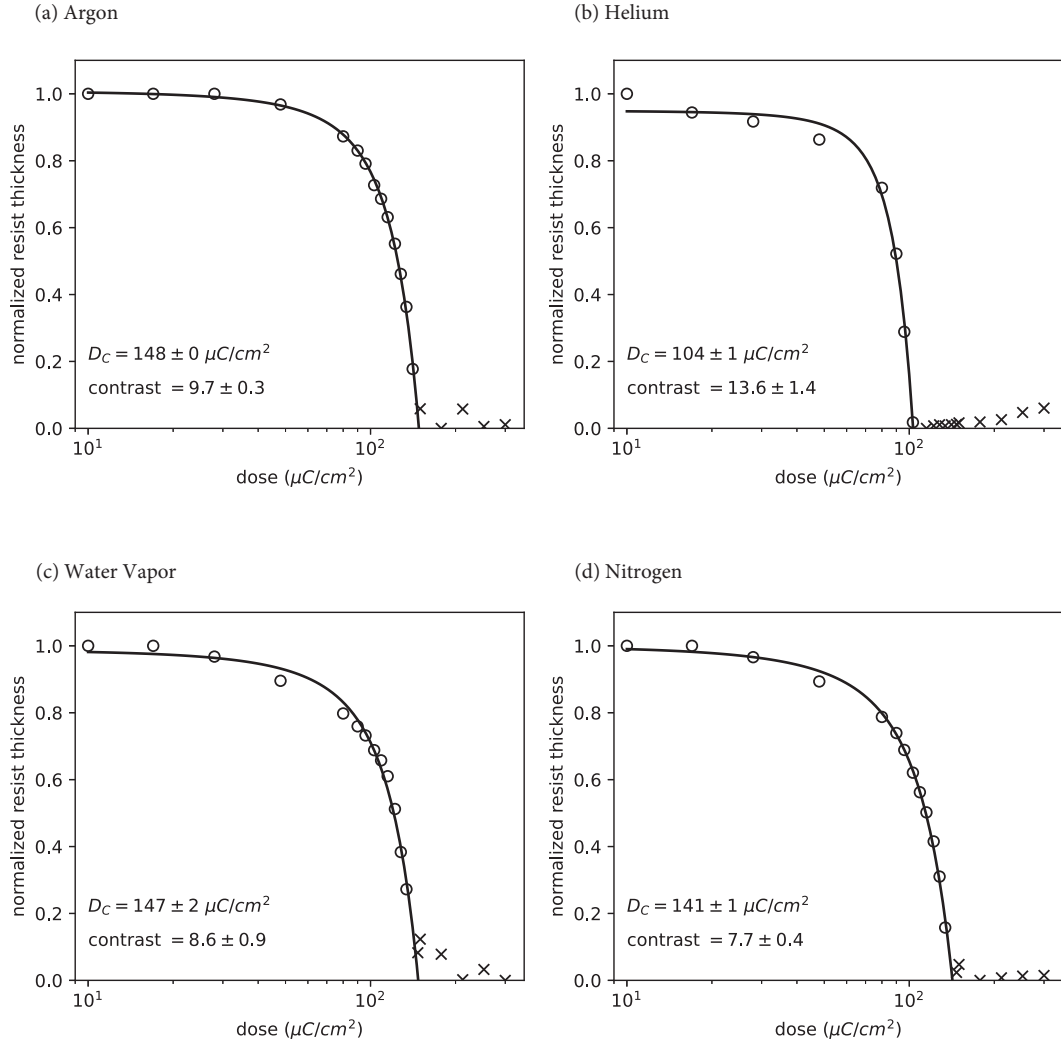 (a) Argon
1.0
0.8
0.6
0.4
0.2
0.0
normalized resist thickness
D_C = 148 ± 0 μC/cm²
contrast = 9.7 ± 0.3
10¹
10²
dose (μC/cm²)
(b) Helium
1.0
0.8
0.6
0.4
0.2
0.0
normalized resist thickness
D_C = 104 ± 1 μC/cm²
contrast = 13.6 ± 1.4
10¹
10²
dose (μC/cm²)
(c) Water Vapor
1.0
0.8
0.6
0.4
0.2
0.0
normalized resist thickness
D_C = 147 ± 2 μC/cm²
contrast = 8.6 ± 0.9
10¹
10²
dose (μC/cm²)
(d) Nitrogen
1.0
0.8
0.6
0.4
0.2
0.0
normalized resist thickness
D_C = 141 ± 1 μC/cm²
contrast = 7.7 ± 0.4
10¹
10²
dose (μC/cm²)